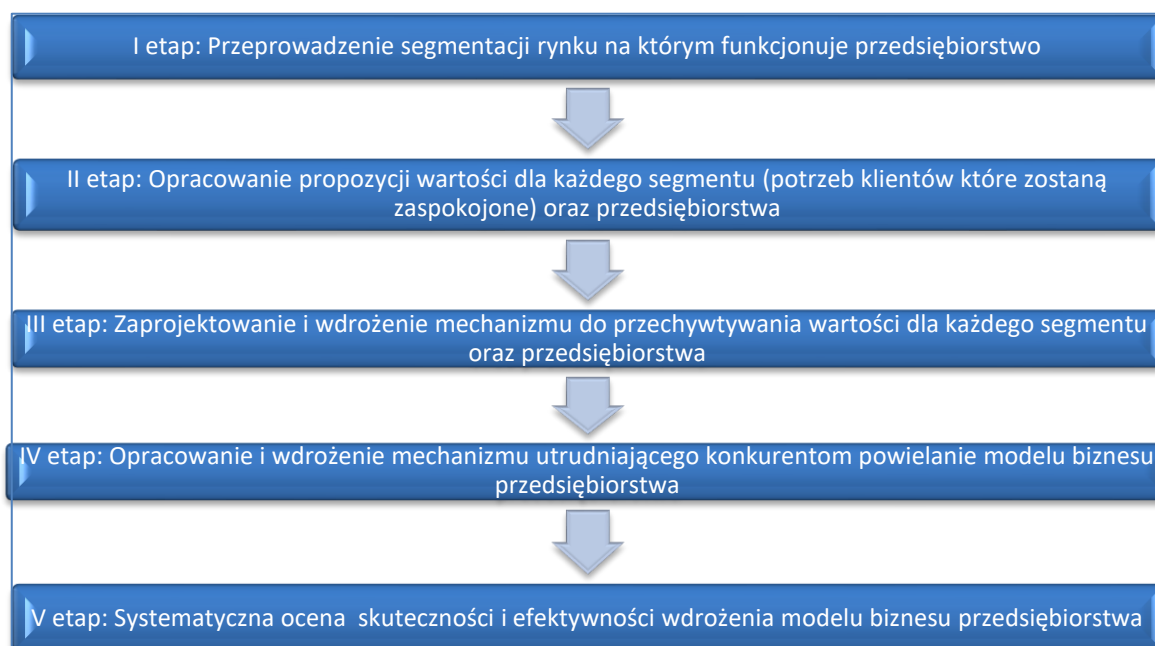 I etap: Przeprowadzenie segmentacji rynku na którym funkcjonuje przedsiębiorstwo
II etap: Opracowanie propozycji wartości dla każdego segmentu (potrzeb klientów które zostaną
zaspokojone) oraz przedsiębiorstwa
III etap: Zaprojektowanie i wdrożenie mechanizmu do przechywtywania wartości dla każdego segmentu
oraz przedsiębiorstwa
IV etap: Opracowanie i wdrożenie mechanizmu utrudniającego konkurentom powielanie modelu biznesu
przedsiębiorstwa
V etap: Systematyczna ocena  skuteczności i efektywności wdrożenia modelu biznesu przedsiębiorstwa